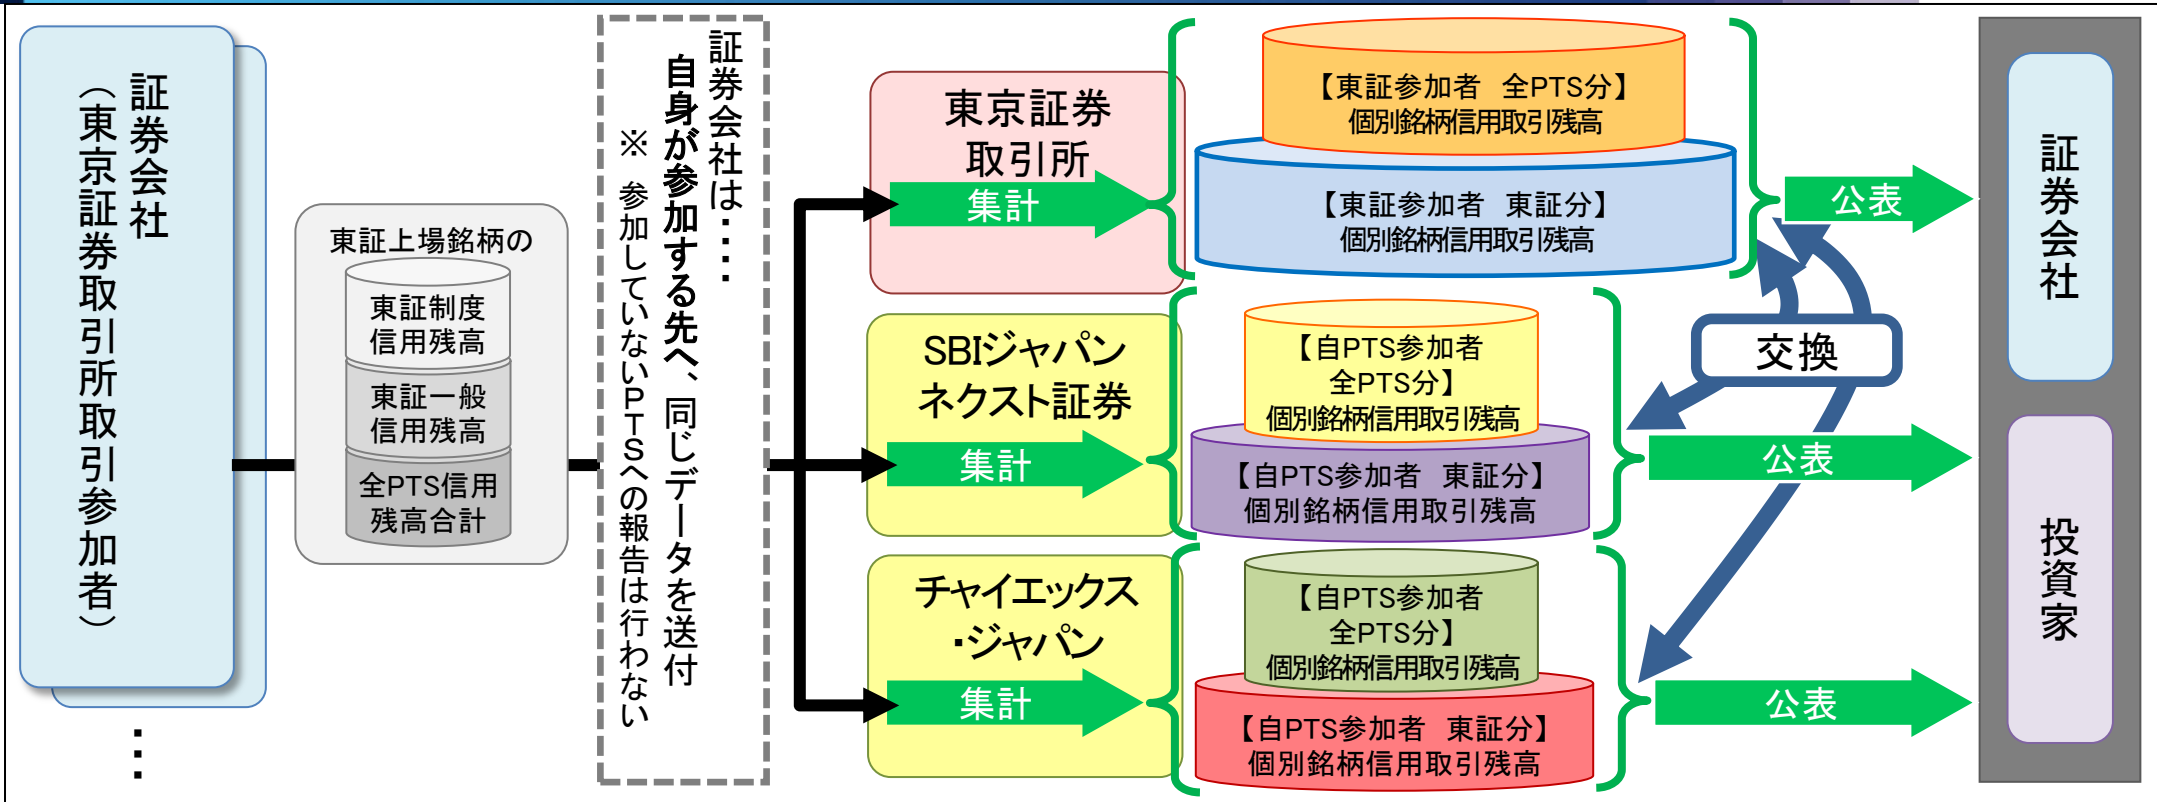 証券会社
（東京証券取引所取引参加者）
…
東証上場銘柄の
東証制度
信用残高
東証一般
信用残高
全PTS信用
残高合計
証券会社は・・・・
自身が参加する先へ、同じデータを送付
※ 参加していないＰＴＳへの報告は行わない
東京証券
取引所
集計
【東証参加者　全PTS分】
個別銘柄信用取引残高
【東証参加者　東証分】
個別銘柄信用取引残高
公表
SBIジャパン
ネクスト証券
集計
【自PTS参加者
全PTS分】
個別銘柄信用取引残高
【自PTS参加者　東証分】
個別銘柄信用取引残高
交換
公表
チャイエックス
・ジャパン
集計
【自PTS参加者
全PTS分】
個別銘柄信用取引残高
【自PTS参加者　東証分】
個別銘柄信用取引残高
公表
証券会社
投資家